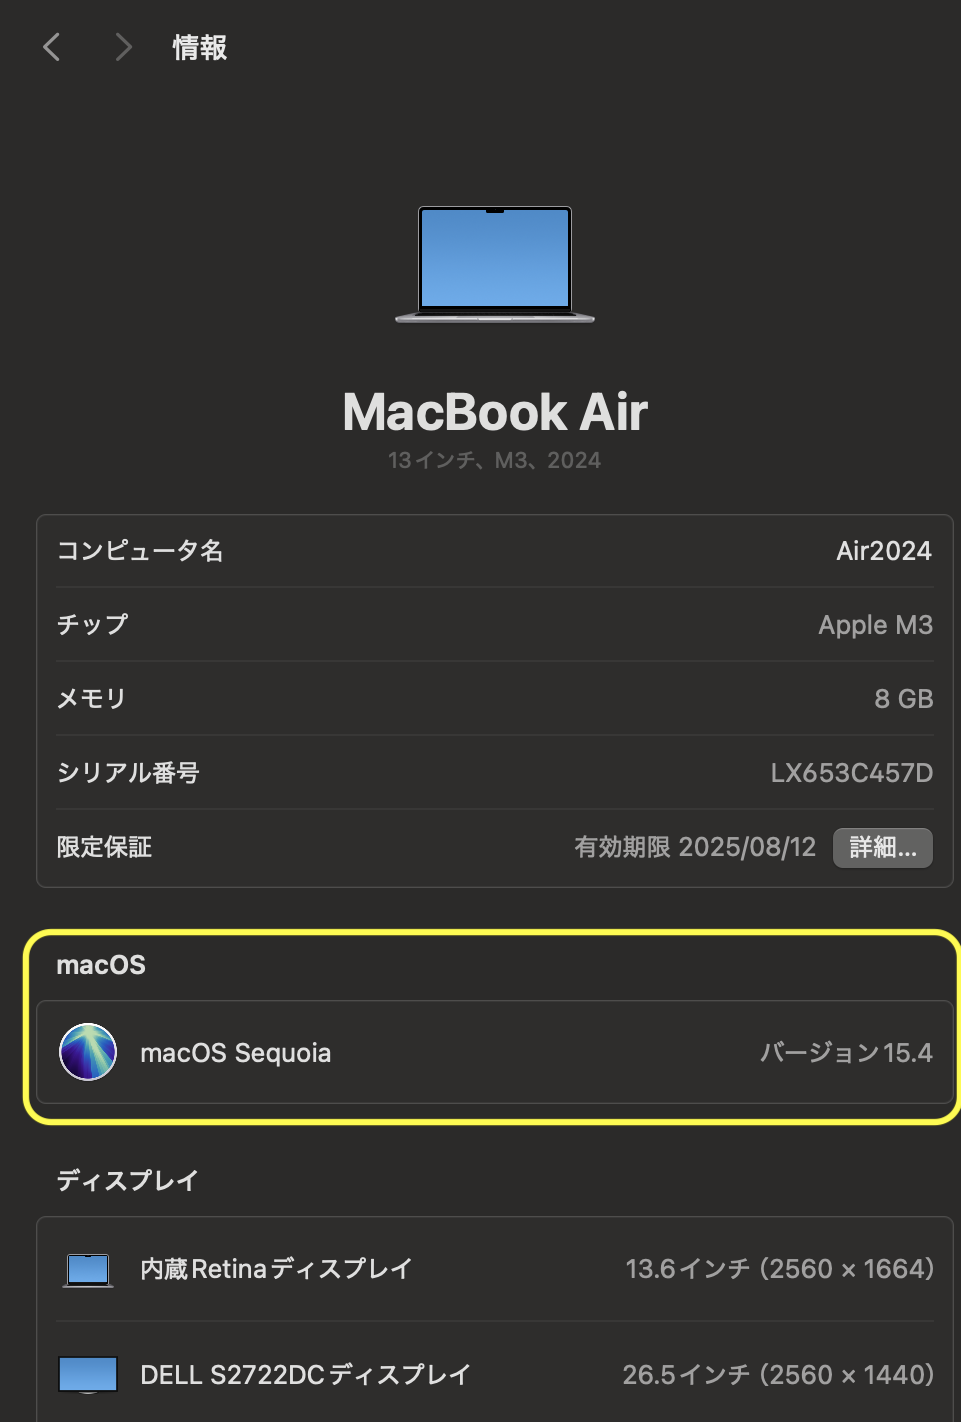 情報
MacBook Air
13インチ、M3、2024
コンピュータ名 Air2024
チップ Apple M3
メモリ 8 GB
シリアル番号 LX653C457D
限定保証 有効期限 2025/08/12 詳細...
macOS
macOS Sequoia バージョン15.4
ディスプレイ
内蔵Retinaディスプレイ 13.6インチ (2560 × 1664)
DELL S2722DCディスプレイ 26.5インチ (2560 × 1440)